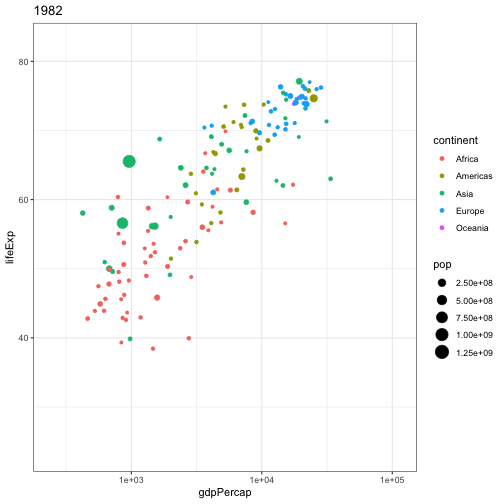 1982
80
60
40
lifeExp
1e+03
1e+04
1e+05
gdpPercap
continent
Africa
Americas
Asia
Europe
Oceania
pop
2.50e+08
5.00e+08
7.50e+08
1.00e+09
1.25e+09